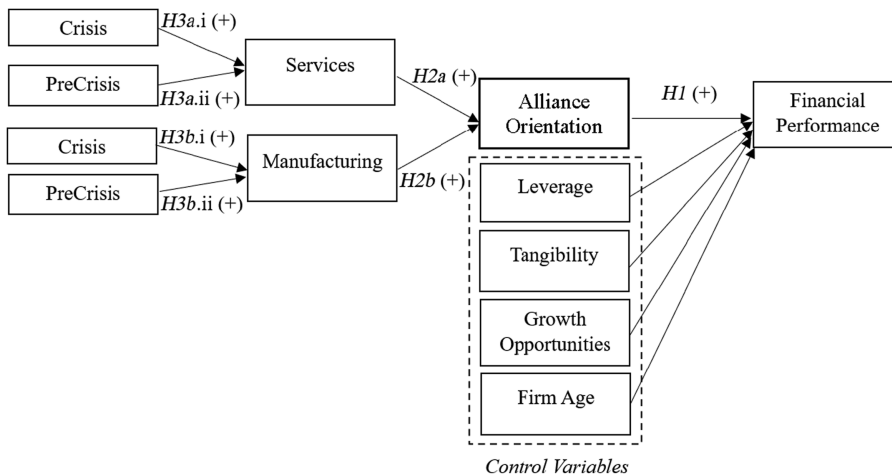 Crisis
H3a.i (+)
PreCrisis
H3a.ii (+)
Services
Crisis
H3b.i (+)
PreCrisis
H3b.ii (+)
Manufacturing
H2a (+)
H2b (+)
Alliance
Orientation
H1 (+)
Financial
Performance
Leverage
Tangibility
Growth
Opportunities
Firm Age
Control Variables